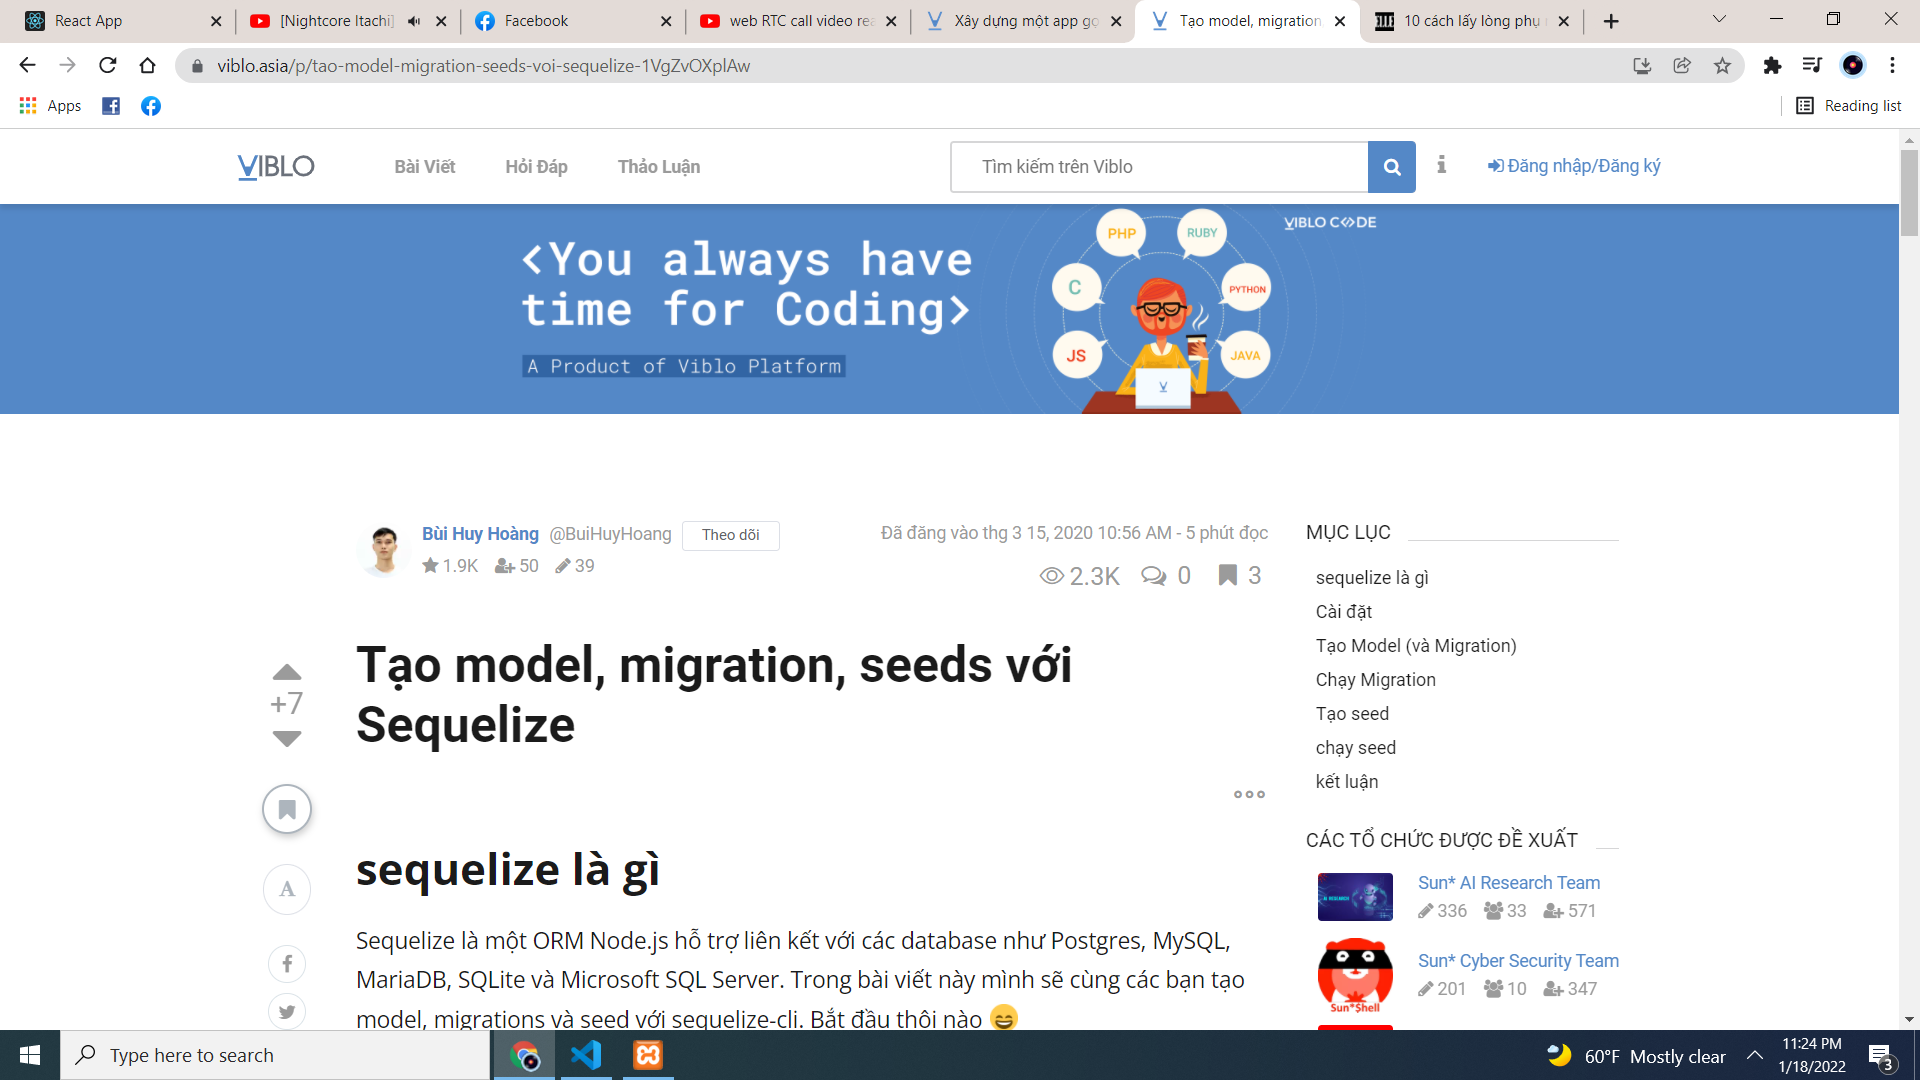 React App
[Nightcore Itachi]
Facebook
web RTC call video rea
Xây dựng một app gọ
Tạo model, migration,
10 cách lấy lòng phụ
viblo.asia/p/tao-model-migration-seeds-voi-sequelize-1VgZvOXplAw
Apps
Reading list
VIBLO
Bài Viết
Hỏi Đáp
Thảo Luận
Tìm kiếm trên Viblo
Đăng nhập/Đăng ký
<You always have
time for Coding>
A Product of Viblo Platform
PHP
RUBY
C
PYTHON
JS
JAVA
VIBLO C<>DE
Bùi Huy Hoàng @BuiHuyHoang Theo dõi
1.9K 50 39
Đã đăng vào thg 3 15, 2020 10:56 AM - 5 phút đọc
2.3K 0 3
+7
Tạo model, migration, seeds với
Sequelize
sequelize là gì
A
Sequelize là một ORM Node.js hỗ trợ liên kết với các database như Postgres, MySQL,
MariaDB, SQLite và Microsoft SQL Server. Trong bài viết này mình sẽ cùng các bạn tạo
model, migrations và seed với sequelize-cli. Bắt đầu thôi nào 😄
MỤC LỤC
sequelize là gì
Cài đặt
Tạo Model (và Migration)
Chạy Migration
Tạo seed
chạy seed
kết luận
CÁC TỔ CHỨC ĐƯỢC ĐỀ XUẤT
Sun* AI Research Team
336 33 571
Sun* Cyber Security Team
201 10 347
Sun*$hell
Type here to search
60°F Mostly clear
11:24 PM
1/18/2022
3